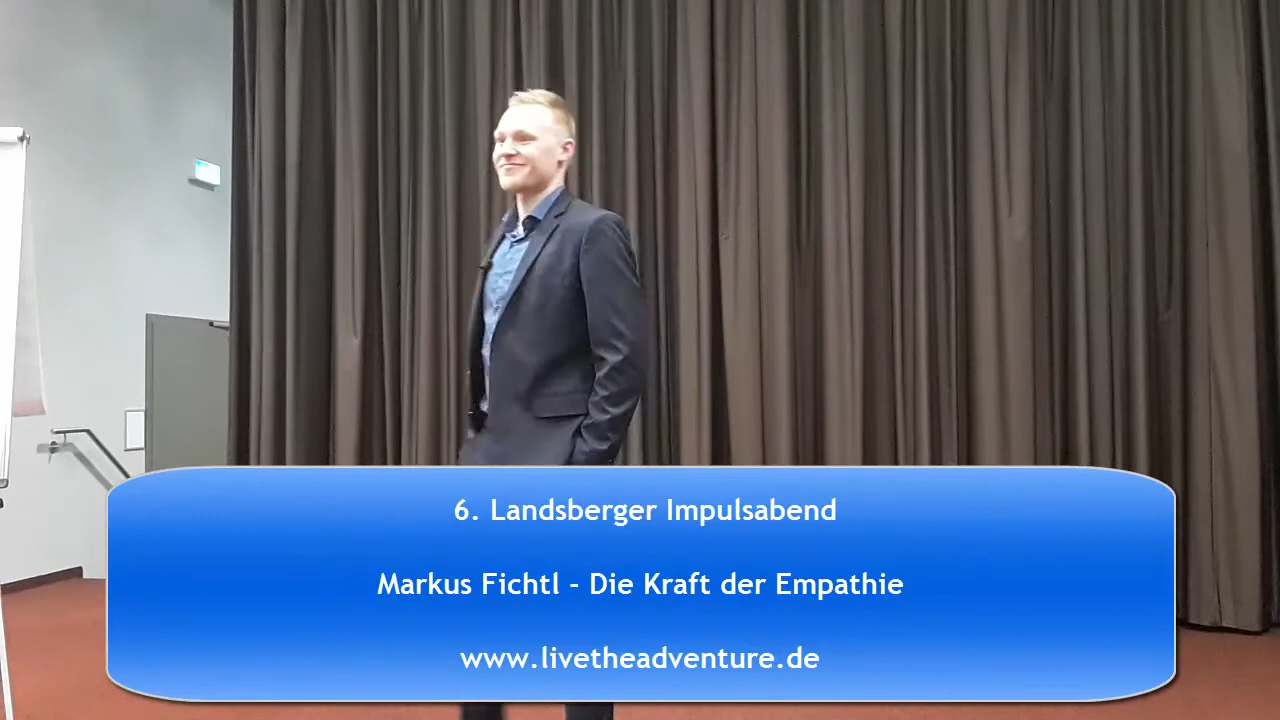 6. Landsberger Impulsabend
Markus Fichtl - Die Kraft der Empathie
www.livetheadventure.de